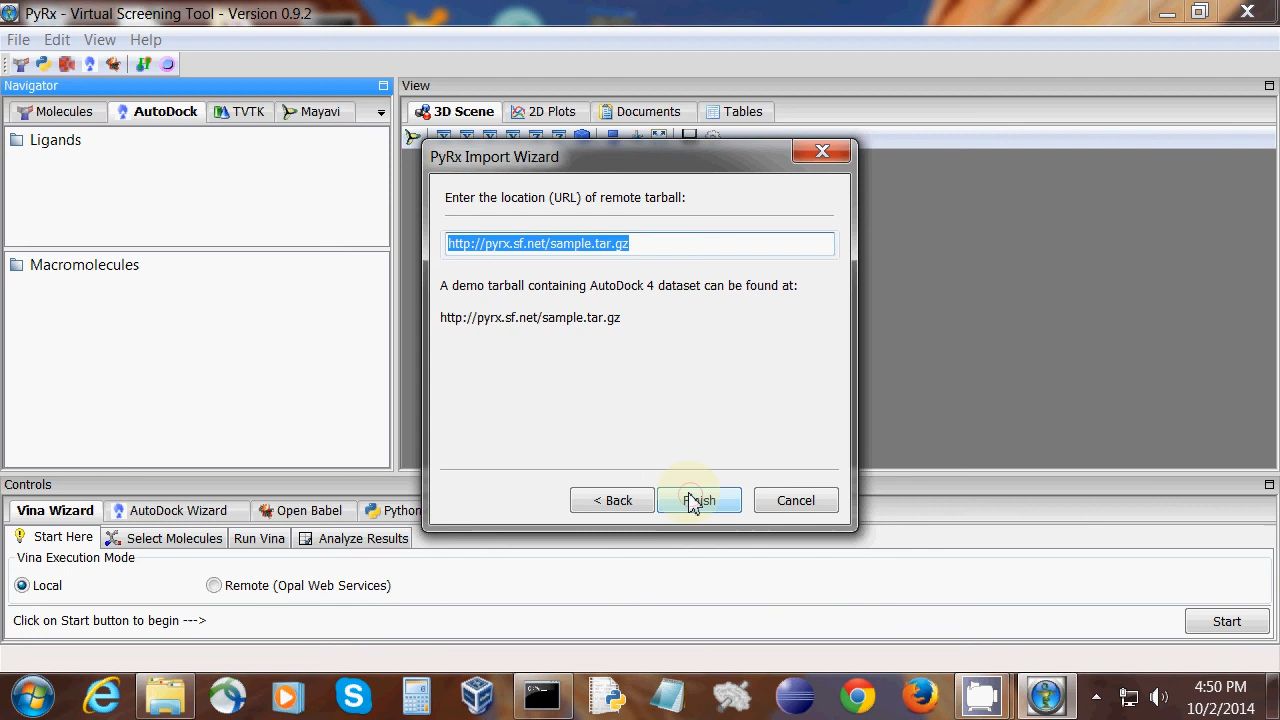 PyRx - Virtual Screening Tool - Version 0.9.2
File Edit View Help
Navigator
View
Molecules AutoDock TVTK Mayavi
3D Scene 2D Plots Documents Tables
Ligands
Macromolecules
PyRx Import Wizard
Enter the location (URL) of remote tarball:
http://pyrx.sf.net/sample.tar.gz
A demo tarball containing AutoDock 4 dataset can be found at:
http://pyrx.sf.net/sample.tar.gz
< Back Finish Cancel
Controls
Vina Wizard AutoDock Wizard Open Babel Python
Start Here Select Molecules Run Vina Analyze Results
Vina Execution Mode
Local Remote (Opal Web Services)
Click on Start button to begin --->
Start
4:50 PM
10/2/2014